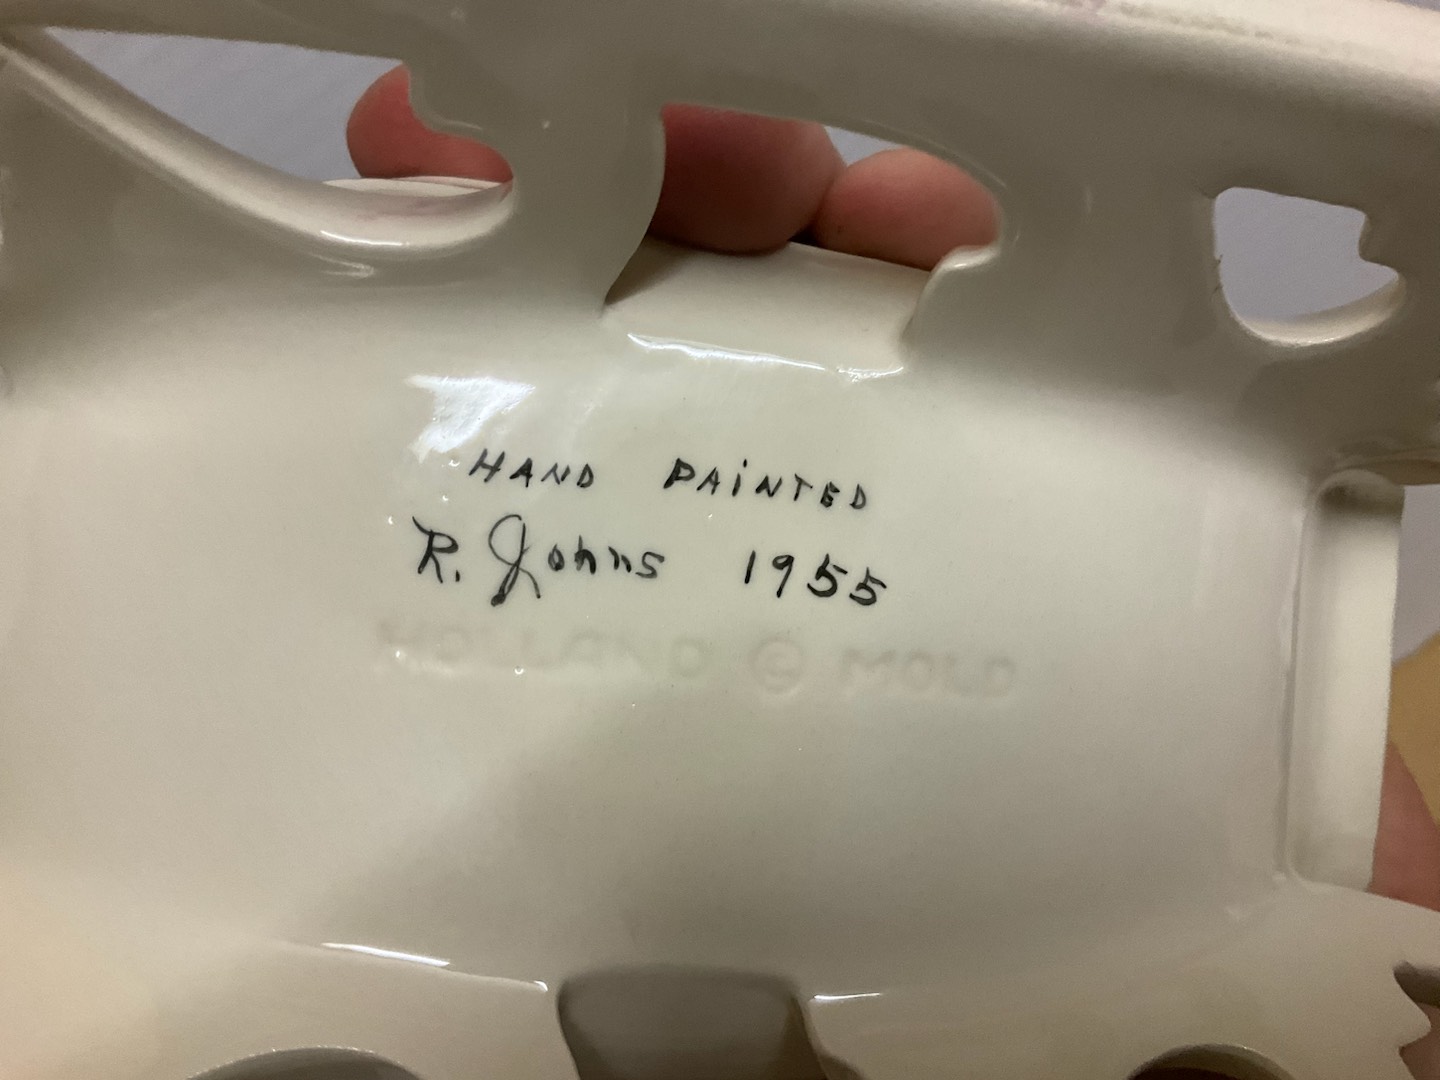 HAND PAiNTED
R. Johns 1955
HOLLAND © MOLD